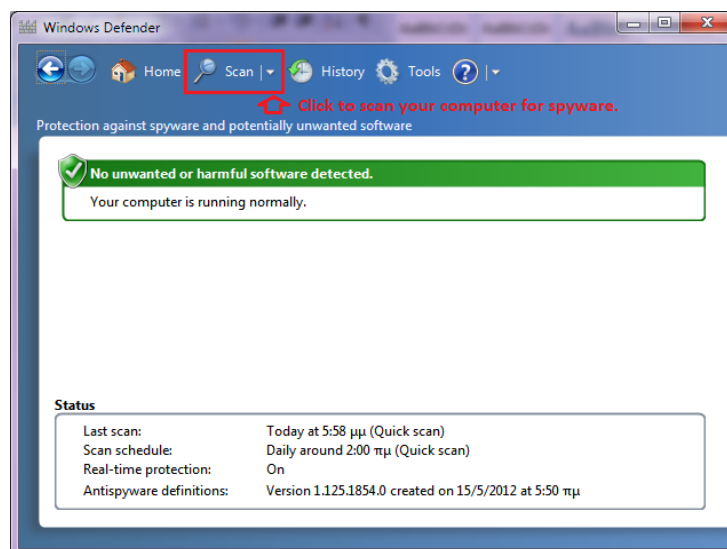 Windows Defender
Home Scan History Tools
Click to scan your computer for spyware.
Protection against spyware and potentially unwanted software
No unwanted or harmful software detected.
Your computer is running normally.
Status
Last scan: Today at 5:58 μμ (Quick scan)
Scan schedule: Daily around 2:00 πμ (Quick scan)
Real-time protection: On
Antispyware definitions: Version 1.125.1854.0 created on 15/5/2012 at 5:50 πμ